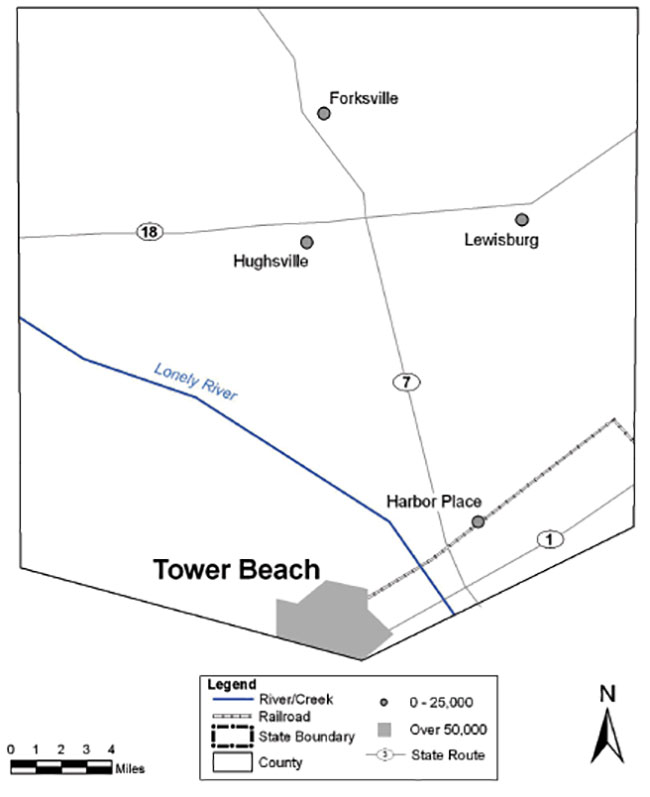 Forksville
18
Lewisburg
Hughsville
Lonely River
7
Harbor Place
1
Tower Beach
Legend
River/Creek
0 - 25,000
Railroad
Over 50,000
State Boundary
3 State Route
County
N
0 1 2 3 4
Miles